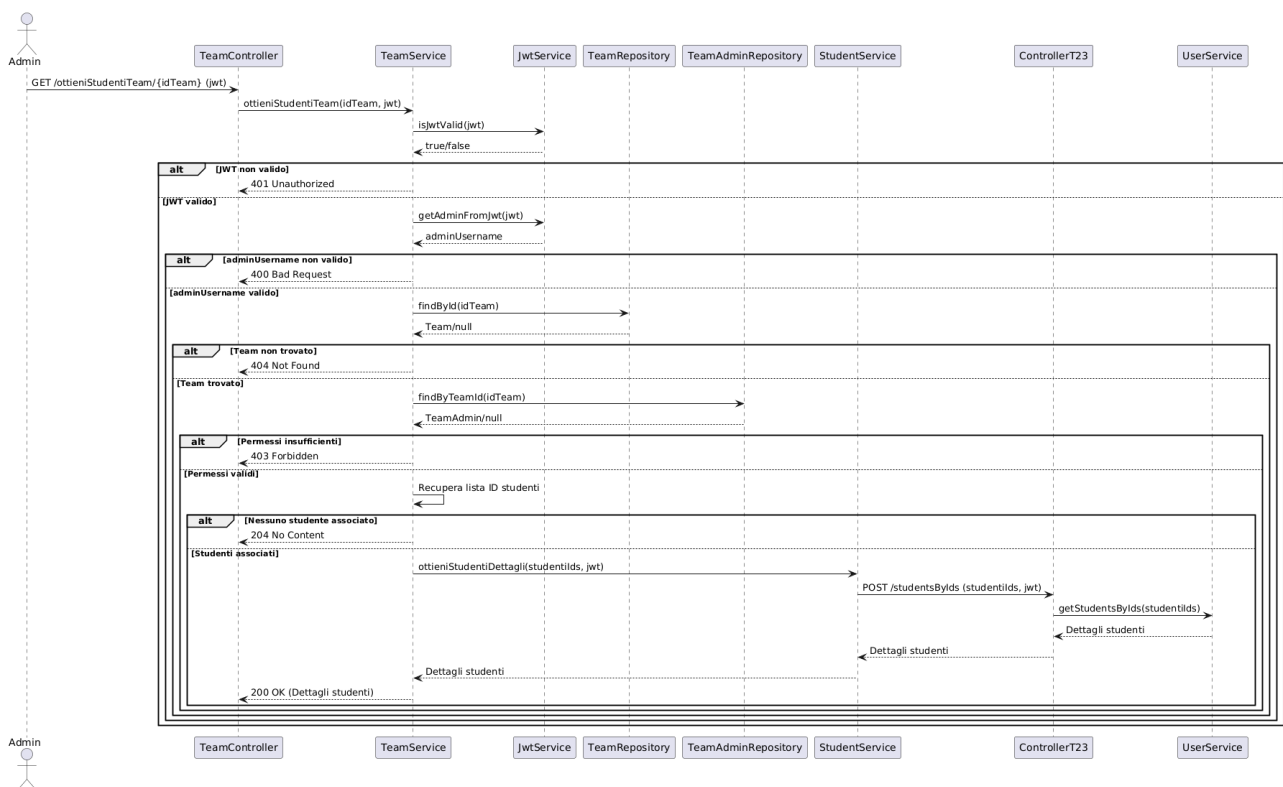 Admin
TeamController
TeamService
JwtService
TeamRepository
TeamAdminRepository
StudentService
ControllerT23
UserService
GET /ottieniStudentiTeam/{idTeam} (jwt)
ottieniStudentiTeam(idTeam, jwt)
isJwtValid(jwt)
true/false
alt [JWT non valido]
401 Unauthorized
[JWT valido]
getAdminFromJwt(jwt)
adminUsername
alt [adminUsername non valido]
400 Bad Request
[adminUsername valido]
findById(idTeam)
Team/null
alt [Team non trovato]
404 Not Found
[Team trovato]
findByTeamId(idTeam)
TeamAdmin/null
alt [Permessi insufficienti]
403 Forbidden
[Permessi validi]
Recupera lista ID studenti
alt [Nessuno studente associato]
204 No Content
[Studenti associati]
ottieniStudentiDettagli(studentiIds, jwt)
POST /studentsByIds (studentiIds, jwt)
getStudentsByIds(studentiIds)
Dettagli studenti
Dettagli studenti
Dettagli studenti
200 OK (Dettagli studenti)
Admin
TeamController
TeamService
JwtService
TeamRepository
TeamAdminRepository
StudentService
ControllerT23
UserService